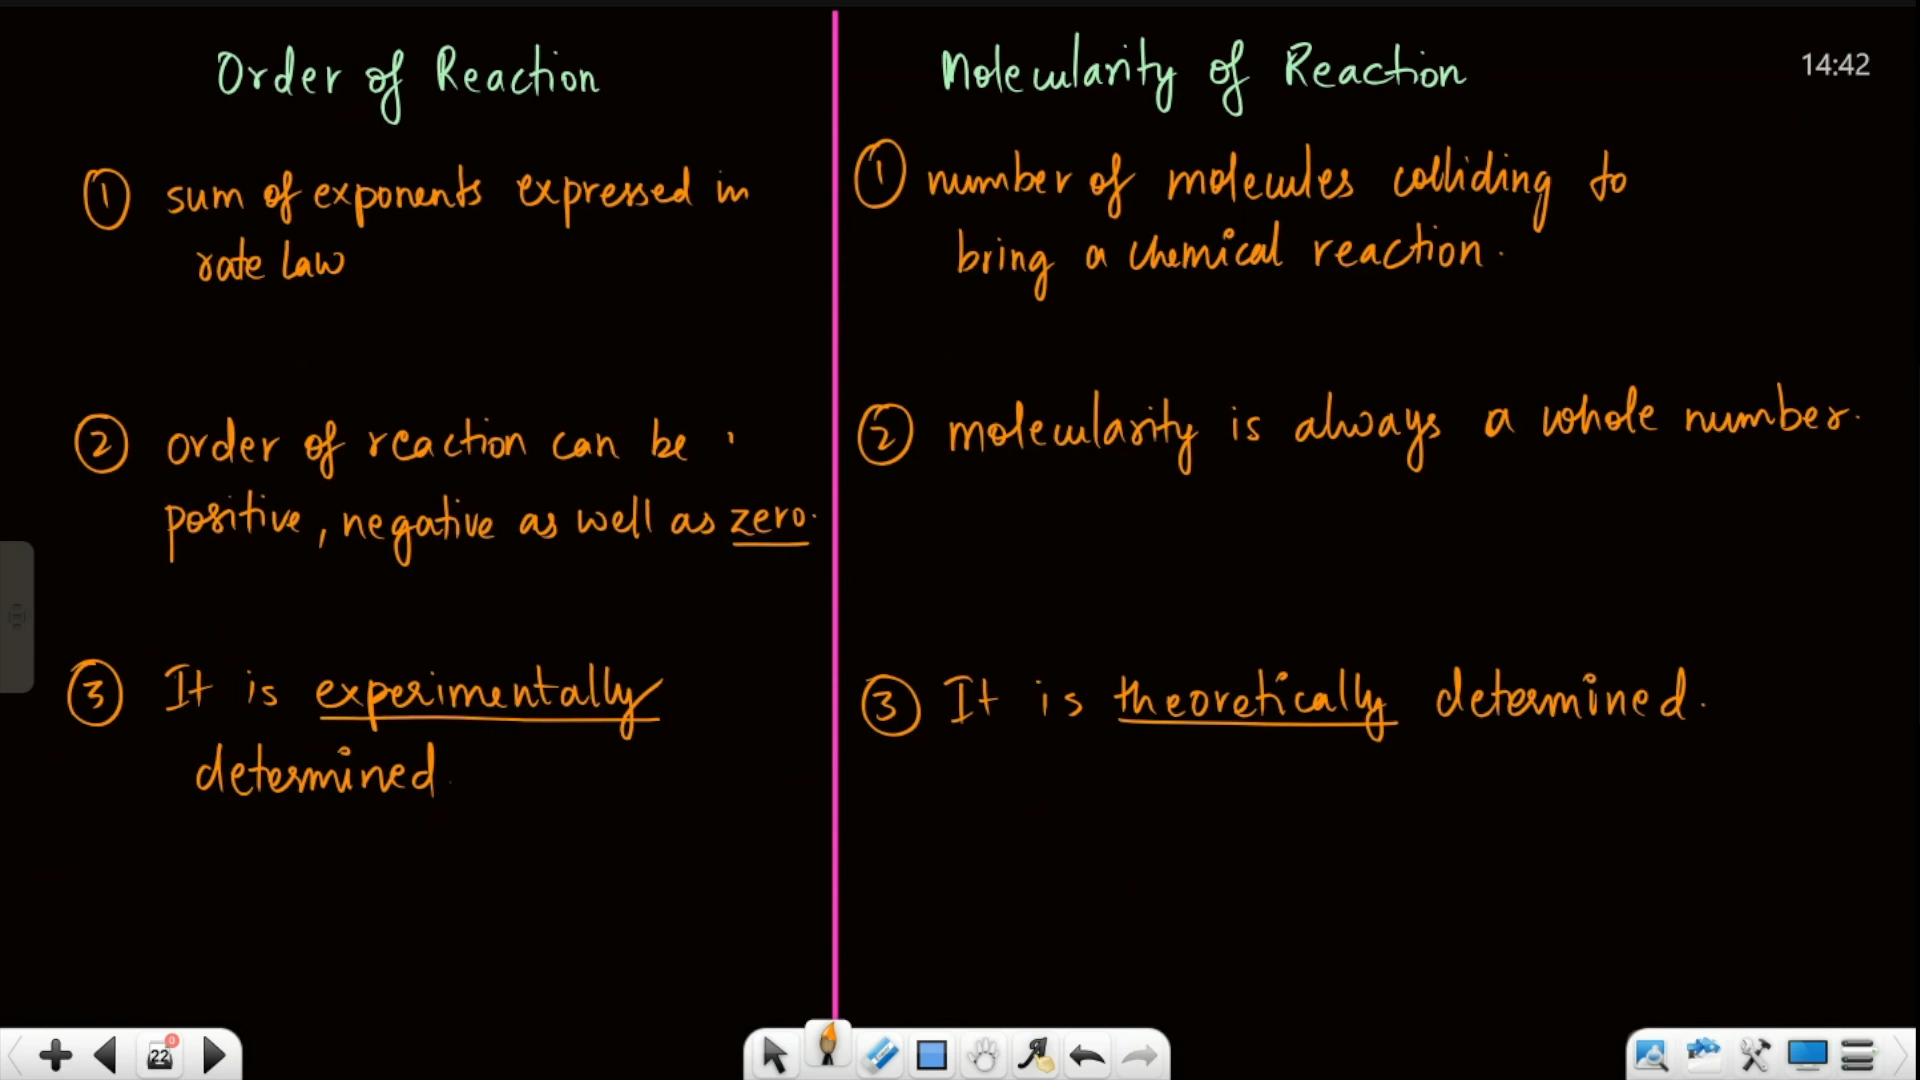 Order of Reaction
① sum of exponents expressed in
rate law
② order of reaction can be
positive, negative as well as zero.
③ It is experimentally
determined.
Molecularity of Reaction
① number of molecules colliding to
bring a chemical reaction.
② molecularity is always a whole number.
③ It is theoretically determined.
14:42
22
0